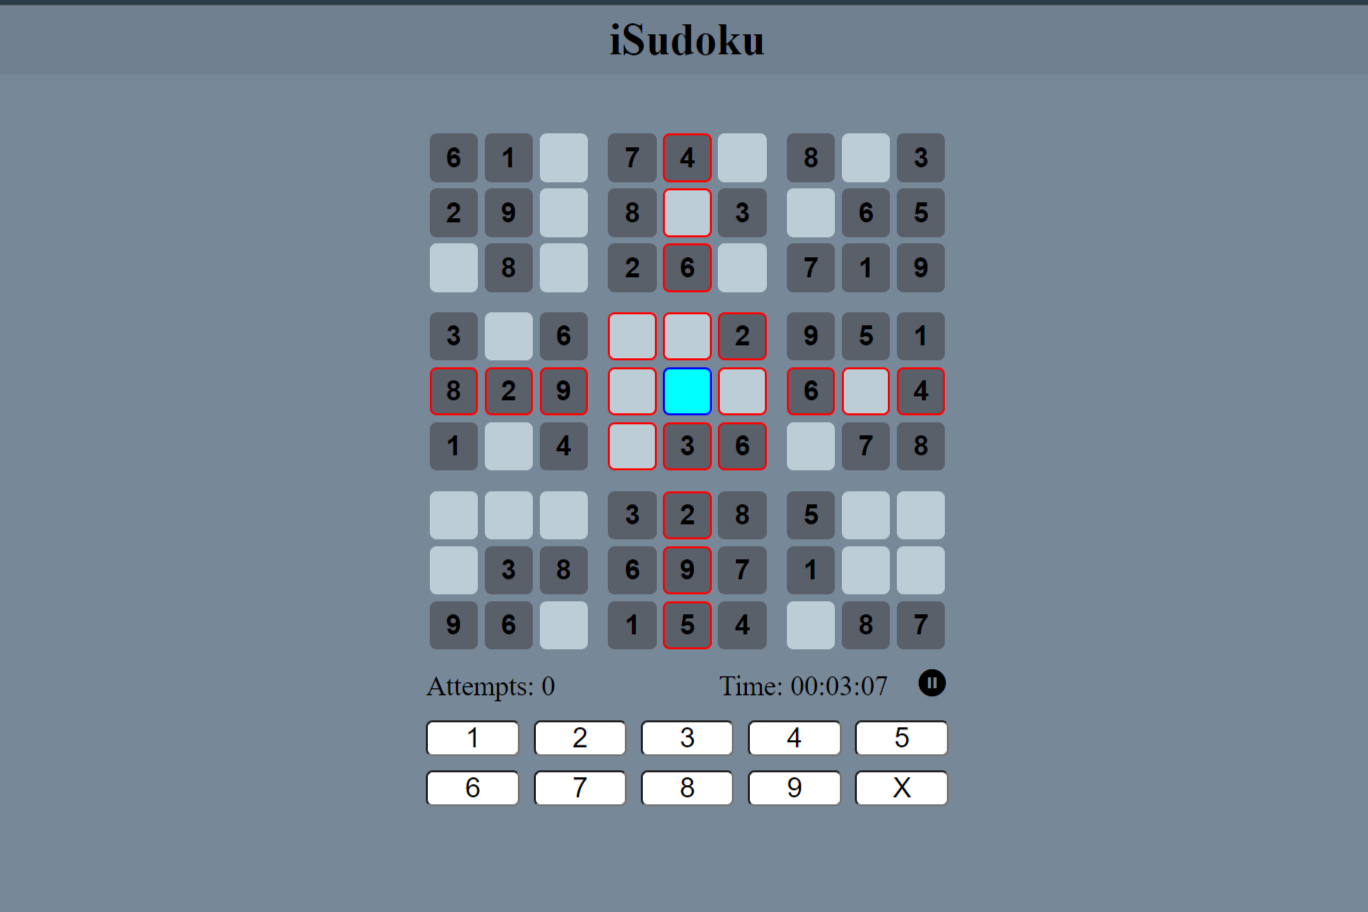 iSudoku
6 1 7 4 8 3
2 9 8 3 6 5
8 2 6 7 1 9
3 6 2 9 5 1
8 2 9 6 4
1 4 3 6 7 8
3 2 8 5
3 8 6 9 7 1
9 6 1 5 4 8 7
Attempts: 0 Time: 00:03:07
1 2 3 4 5
6 7 8 9 X